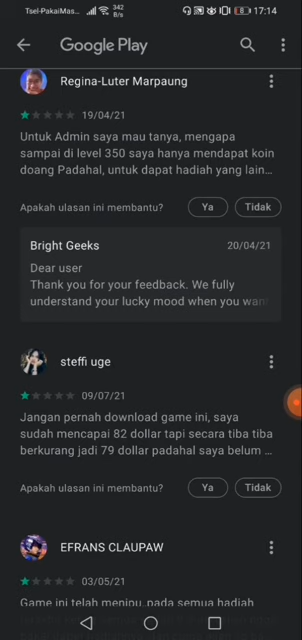 Tsel-PakaiMas... 342 B/s 17:14
Google Play
Regina-Luter Marpaung
19/04/21
Untuk Admin saya mau tanya, mengapa
sampai di level 350 saya hanya mendapat koin
doang Padahal, untuk dapat hadiah yang lain...
Apakah ulasan ini membantu? Ya Tidak
Bright Geeks 20/04/21
Dear user
Thank you for your feedback. We fully
understand your lucky mood when you want
steffi uge
09/07/21
Jangan pernah download game ini, saya
sudah mencapai 82 dollar tapi secara tiba tiba
berkurang jadi 79 dollar padahal saya belum ...
Apakah ulasan ini membantu? Ya Tidak
EFRANS CLAUPAW
03/05/21
Game ini telah menipu..pada semua hadiah